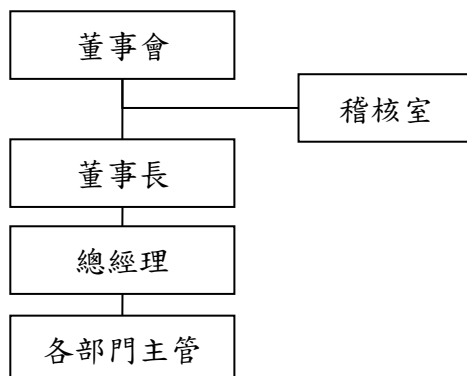 董事會
稽核室
董事長
總經理
各部門主管